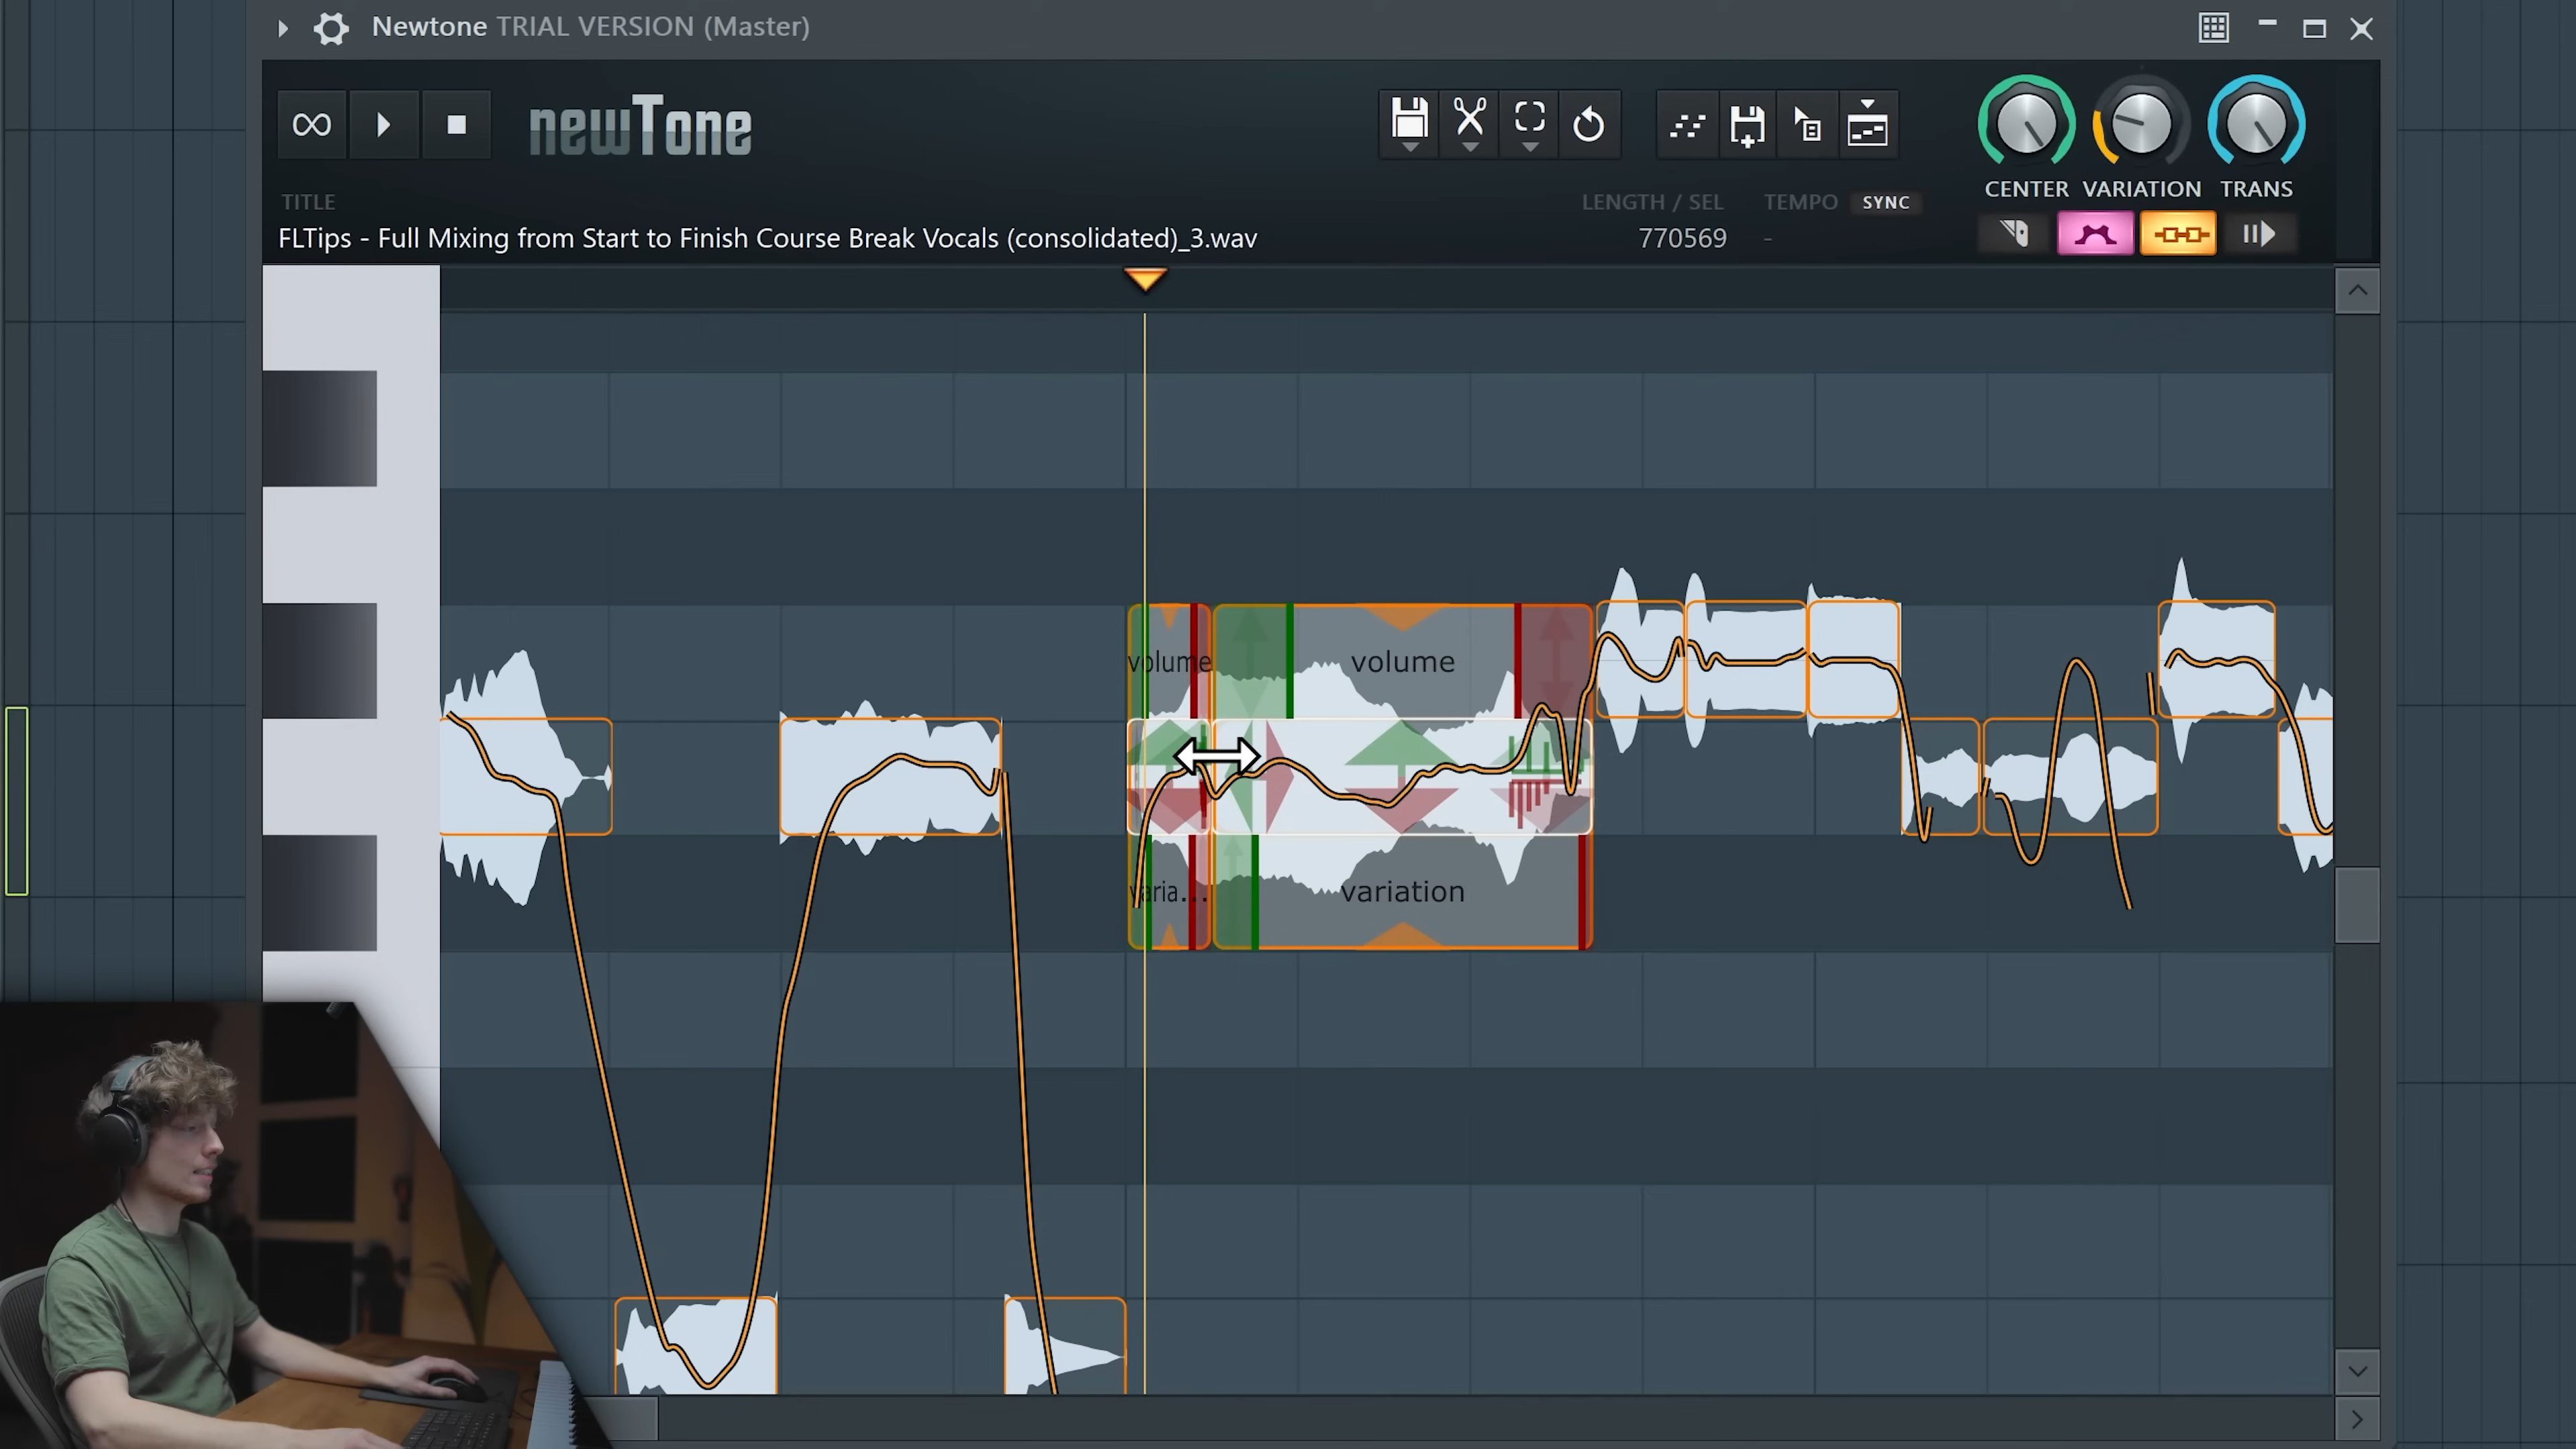 Newtone TRIAL VERSION (Master)
newTone
CENTER VARIATION TRANS
TITLE
LENGTH / SEL TEMPO SYNC
FLTips - Full Mixing from Start to Finish Course Break Vocals (consolidated)_3.wav
770569 -
volume volume
varia... variation